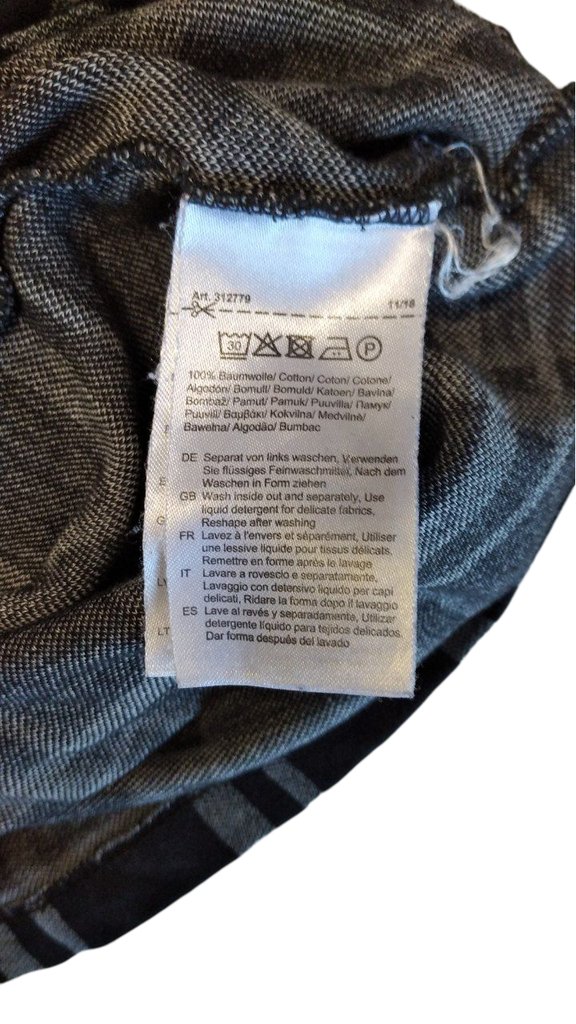 Art. 312779 11/18
30 P
100% Baumwolle/ Cotton/ Coton/ Cotone/
Algodón/ Bomull/ Bomuld/ Katoen/ Bavlna/
Bombaž/ Pamut/ Pamuk/ Puuvilla/ Памук/
Puuvill/ Βαμβάκι/ Kokvilna/ Medvilnė/
Bawełna/ Algodão/ Bumbac
DE Separat von links waschen, Verwenden
Sie flüssiges Feinwaschmittel, Nach dem
Waschen in Form ziehen
GB Wash inside out and separately, Use
liquid detergent for delicate fabrics,
Reshape after washing
FR Lavez à l'envers et séparément, Utiliser
une lessive liquide pour tissus délicats,
Remettre en forme après le lavage
IT Lavare a rovescio e separatamente,
Lavaggio con detersivo liquido per capi
delicati, Ridare la forma dopo il lavaggio
ES Lave al revés y separadamente, Utilizar
detergente líquido para tejidos delicados,
Dar forma después del lavado
LV
LT